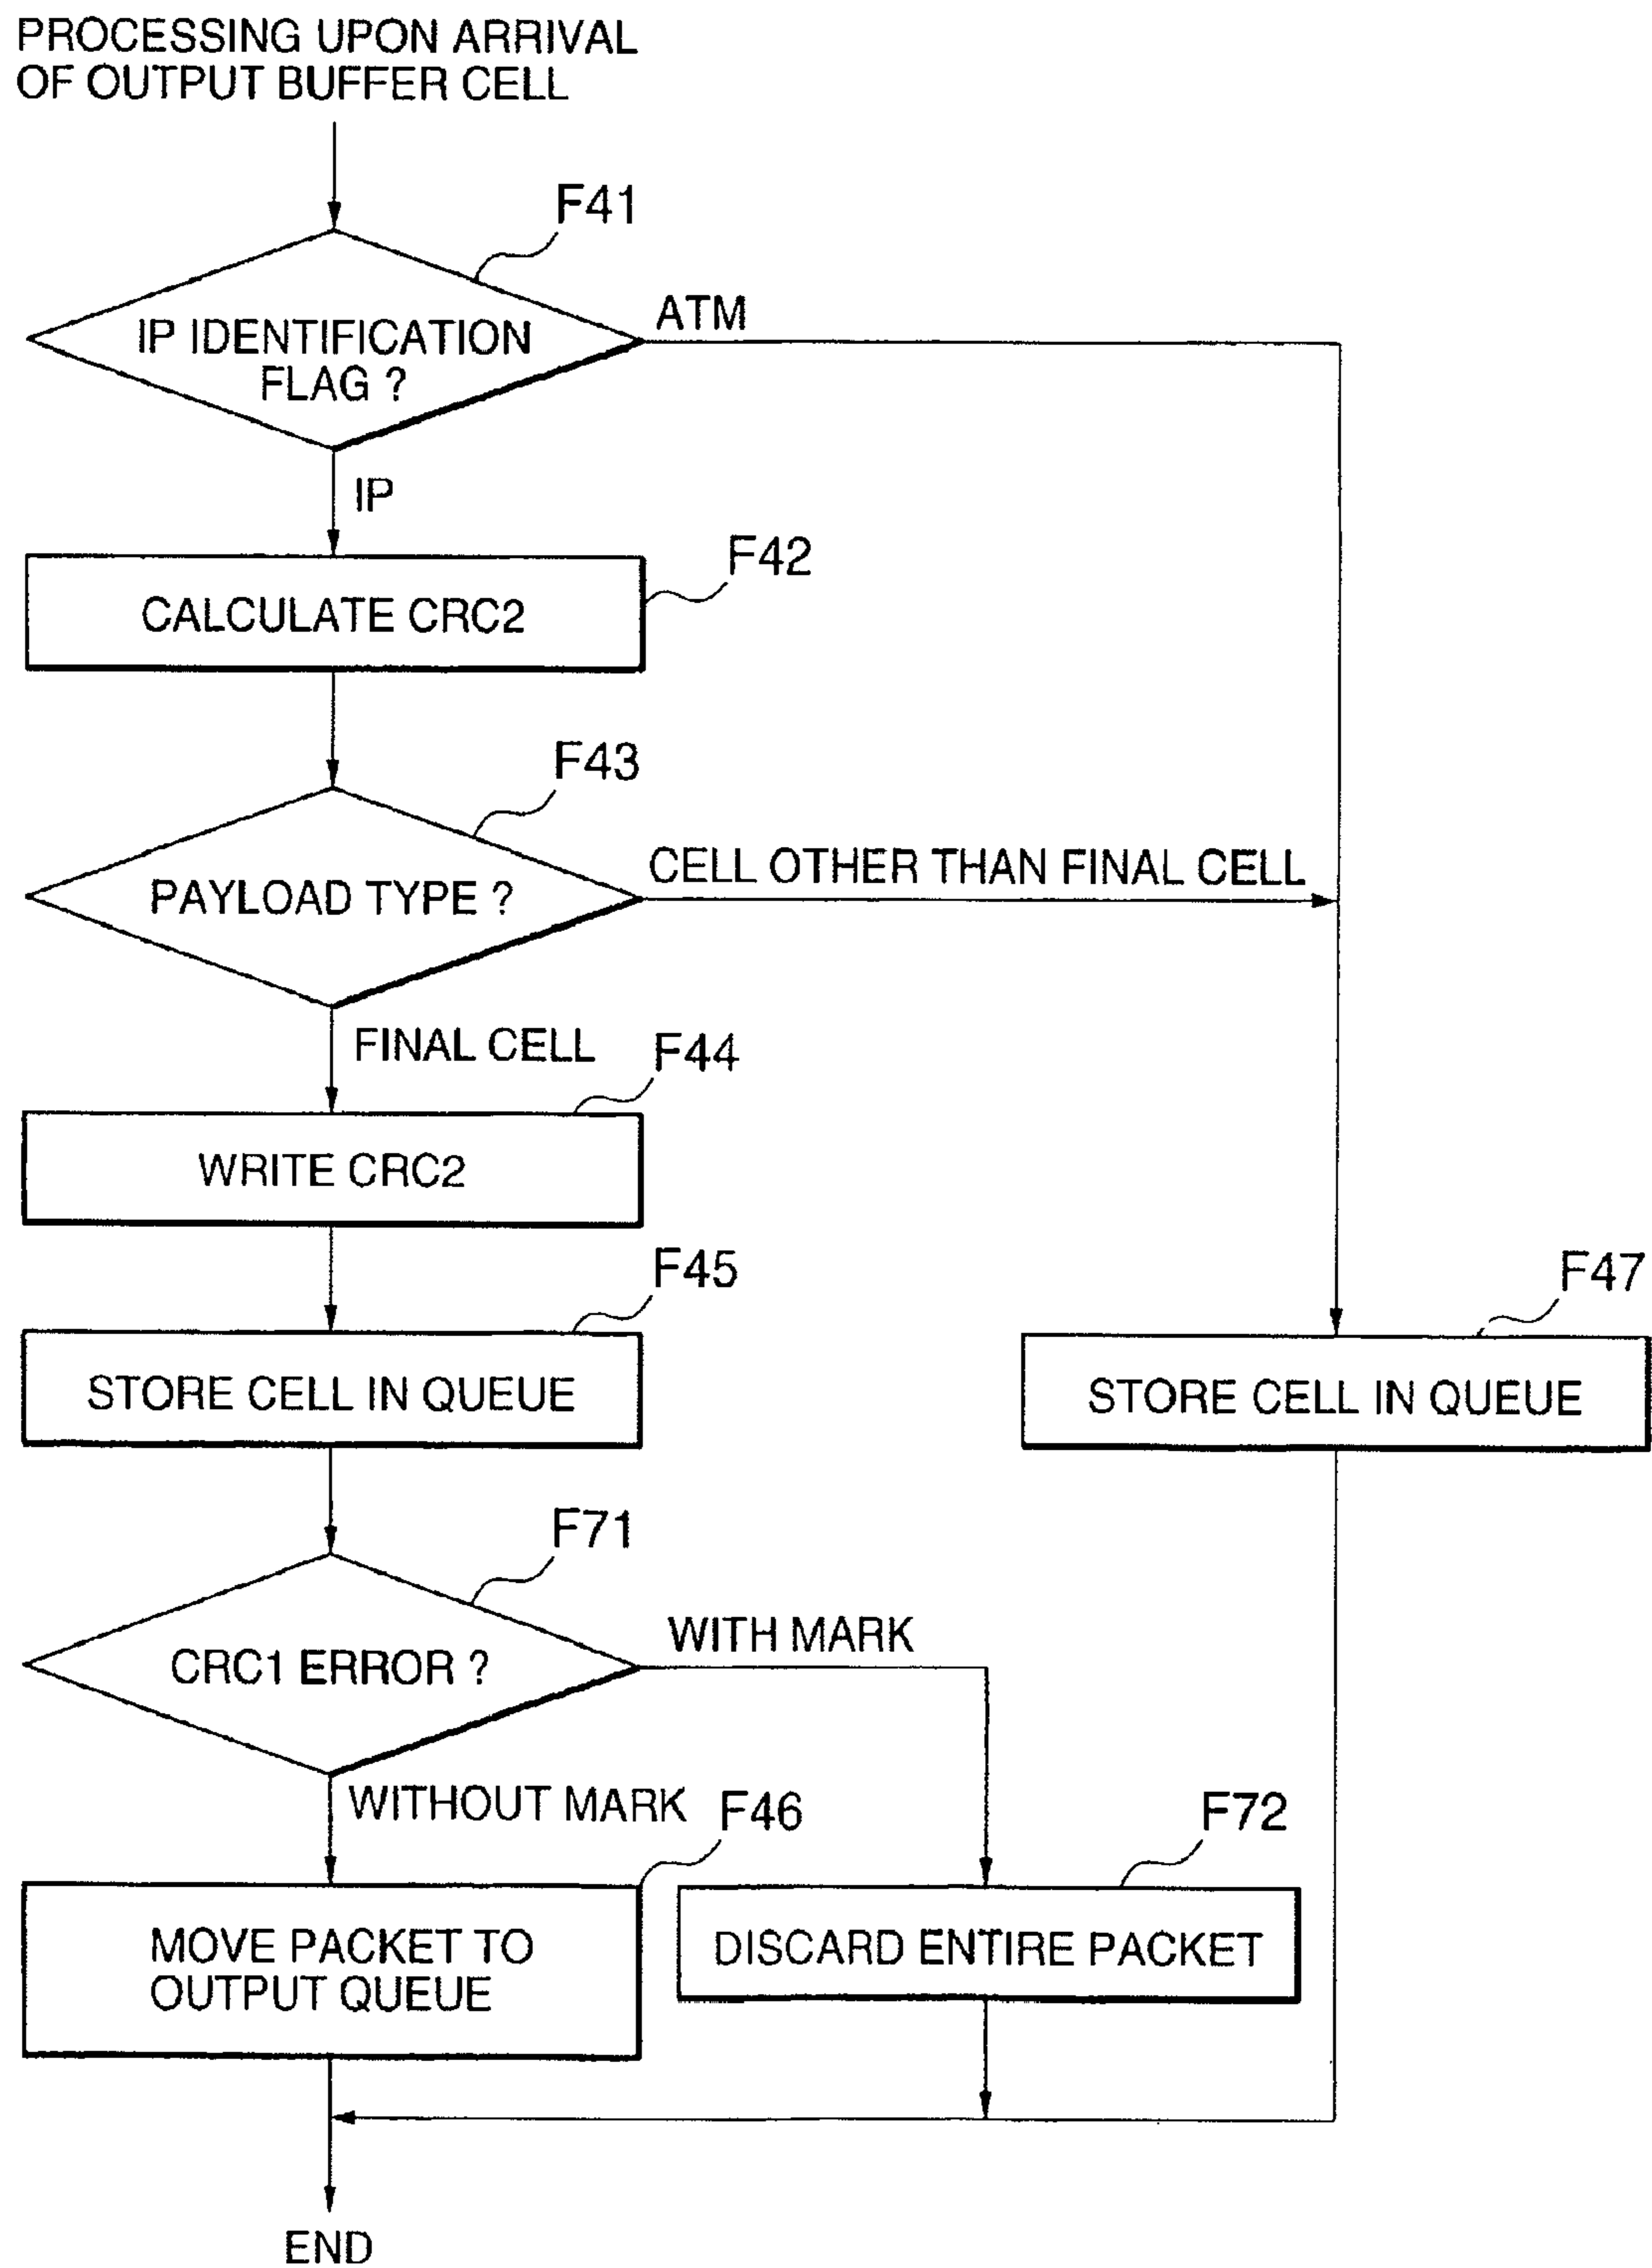 PROCESSING UPON ARRIVAL
OF OUTPUT BUFFER CELL
F41
IP IDENTIFICATION
FLAG ?
ATM
IP
F42
CALCULATE CRC2
F43
PAYLOAD TYPE ?
CELL OTHER THAN FINAL CELL
FINAL CELL
F44
WRITE CRC2
F45
STORE CELL IN QUEUE
F47
STORE CELL IN QUEUE
F71
CRC1 ERROR ?
WITH MARK
WITHOUT MARK
F46
MOVE PACKET TO
OUTPUT QUEUE
F72
DISCARD ENTIRE PACKET
END